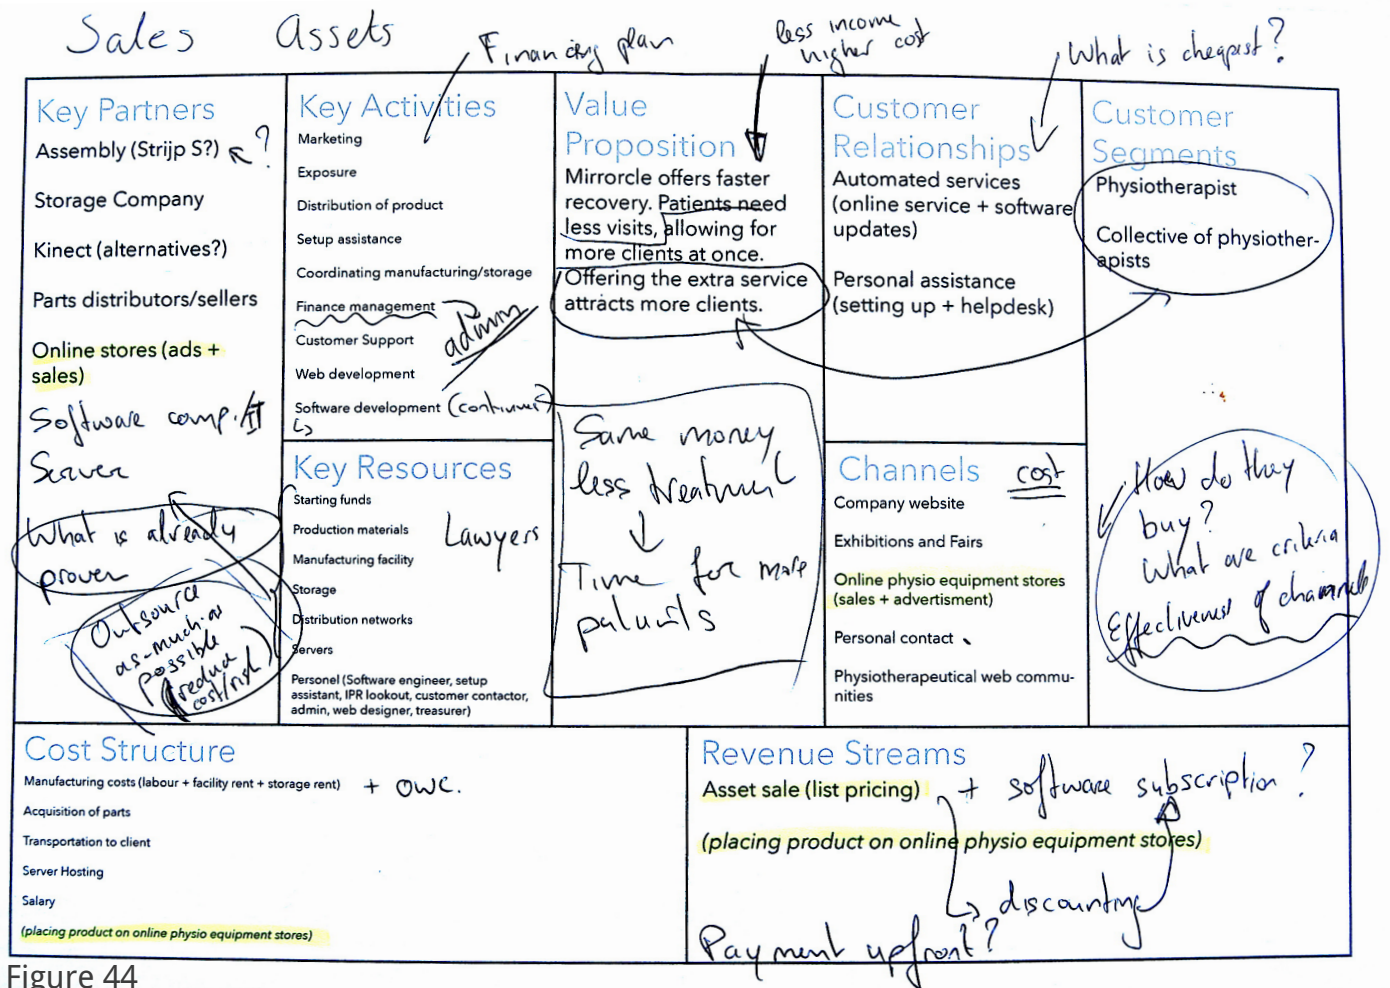 Sales Assets
Financing plan
less income
higher cost
What is cheapest?
Key Partners
Assembly (Strijp S?)
?
Storage Company
Kinect (alternatives?)
Parts distributors/sellers
Online stores (ads +
sales)
Software comp./IT
Server
What is already
proven
Outsource
as-much-as
possible
(reduce
cost/risk)
Key Activities
Marketing
Exposure
Distribution of product
Setup assistance
Coordinating manufacturing/storage
Finance management
admin
Customer Support
Web development
Software development (continues)
Key Resources
Starting funds
Production materials
Lawyers
Manufacturing facility
Storage
Distribution networks
Servers
Personel (Software engineer, setup
assistant, IPR lookout, customer contactor,
admin, web designer, treasurer)
Value
Proposition
Mirrorcle offers faster
recovery. Patients need
less visits, allowing for
more clients at once.
Offering the extra service
attracts more clients.
Same money
less treatment
Time for more
patients
Customer
Relationships
Automated services
(online service + software
updates)
Personal assistance
(setting up + helpdesk)
Channels
cost
Company website
Exhibitions and Fairs
Online physio equipment stores
(sales + advertisment)
Personal contact
Physiotherapeutical web commu-
nities
Customer
Segments
Physiotherapist
Collective of physiother-
apists
How do they
buy?
What are criteria
Effectiveness of channels
Cost Structure
Manufacturing costs (labour + facility rent + storage rent) + OWC.
Acquisition of parts
Transportation to client
Server Hosting
Salary
(placing product on online physio equipment stores)
Revenue Streams
Asset sale (list pricing) + software subscription?
(placing product on online physio equipment stores)
discounting
Payment upfront?
Figure 44